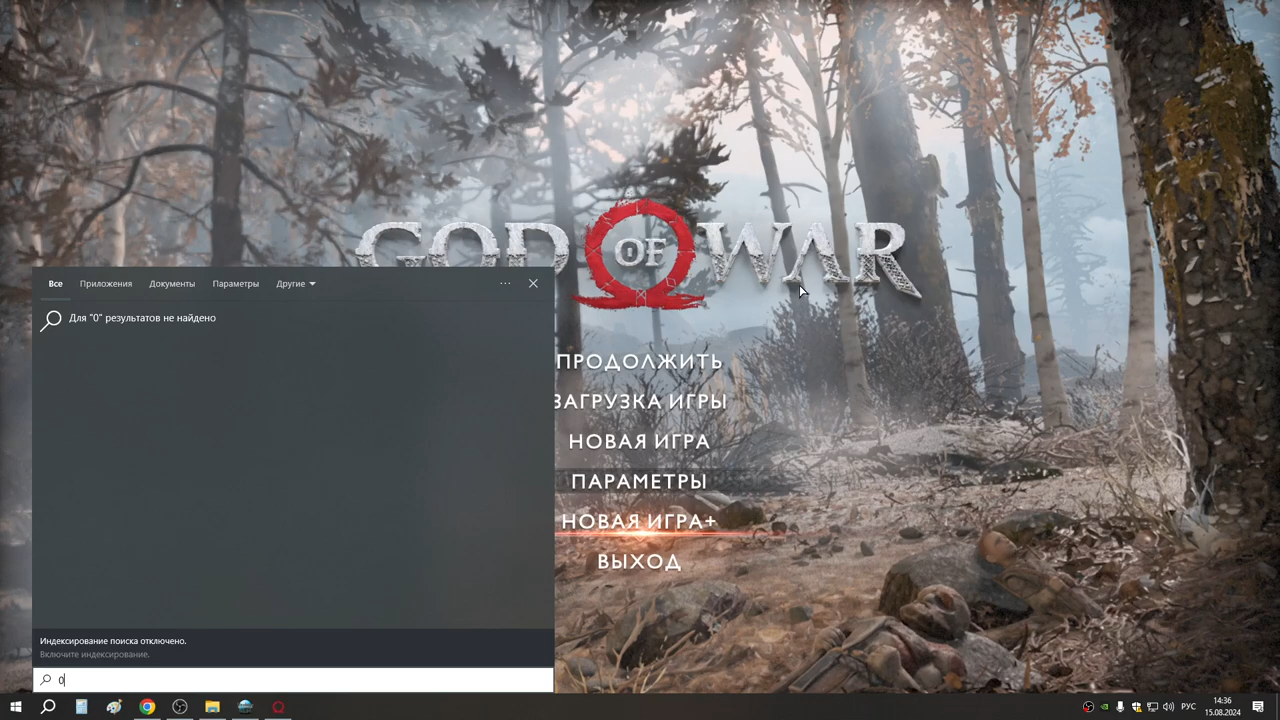 GOD OF WAR
Все Приложения Документы Параметры Другие
Для "0" результатов не найдено
ПРОДОЛЖИТЬ
ЗАГРУЗКА ИГРЫ
НОВАЯ ИГРА
ПАРАМЕТРЫ
НОВАЯ ИГРА+
ВЫХОД
Индексирование поиска отключено.
Включите индексирование.
0
РУС
14:36
15.08.2024